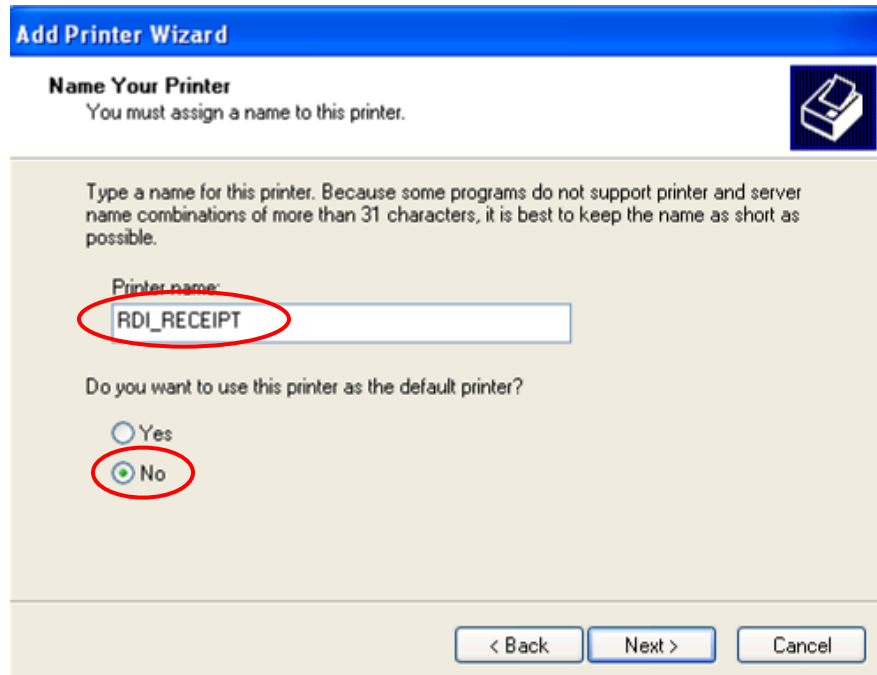 Add Printer Wizard
Name Your Printer
You must assign a name to this printer.
Type a name for this printer. Because some programs do not support printer and server
name combinations of more than 31 characters, it is best to keep the name as short as
possible.
Printer name:
RDI_RECEIPT
Do you want to use this printer as the default printer?
Yes
No
< Back
Next >
Cancel